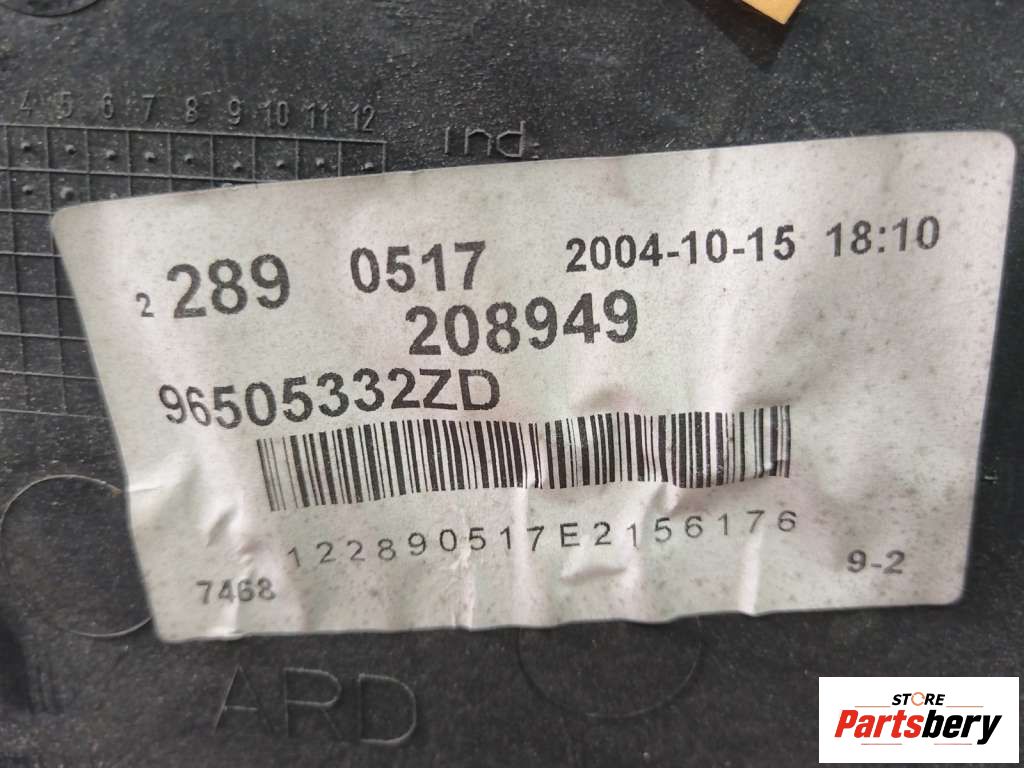 4 5 6 7 8 9 10 11 12
ind.
2 289 0517 2004-10-15 18:10
208949
96505332ZD
122890517E2156176
7468 9-2
ARD
STORE
Partsbery